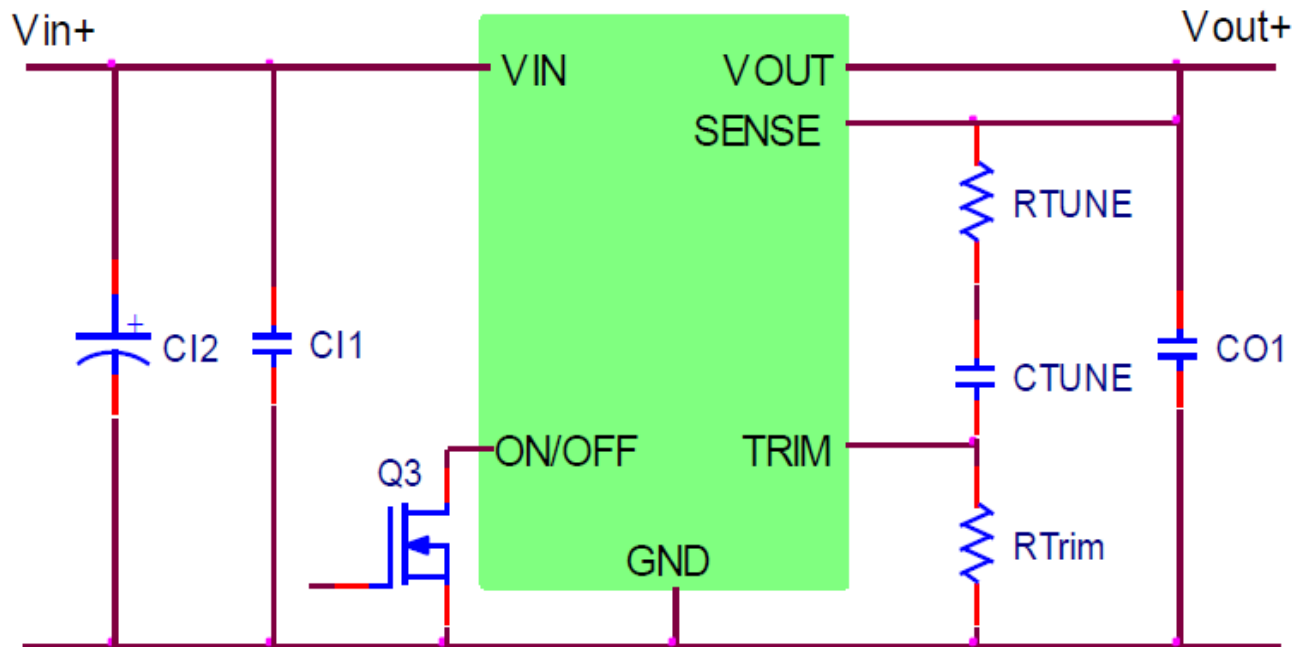 Vin+
Vout+
VIN
VOUT
SENSE
RTUNE
CI2
CI1
CTUNE
CO1
ON/OFF
TRIM
Q3
RTrim
GND
+